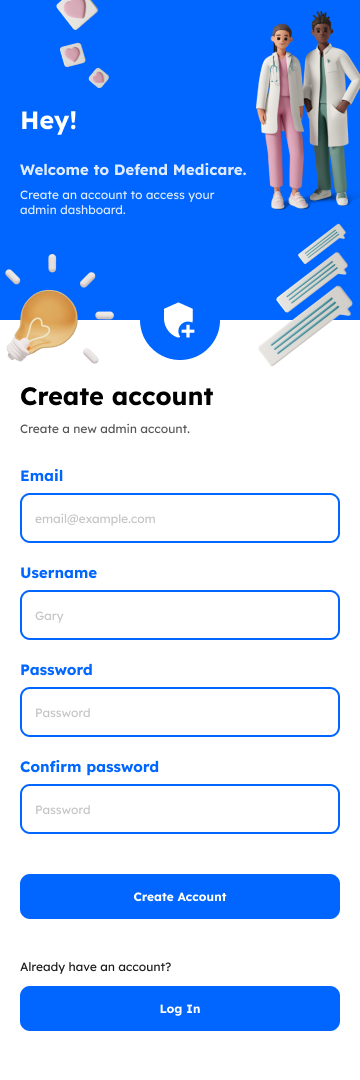 Hey!
Welcome to Defend Medicare.
Create an account to access your
admin dashboard.
Create account
Create a new admin account.
Email
email@example.com
Username
Gary
Password
Password
Confirm password
Password
Create Account
Already have an account?
Log In